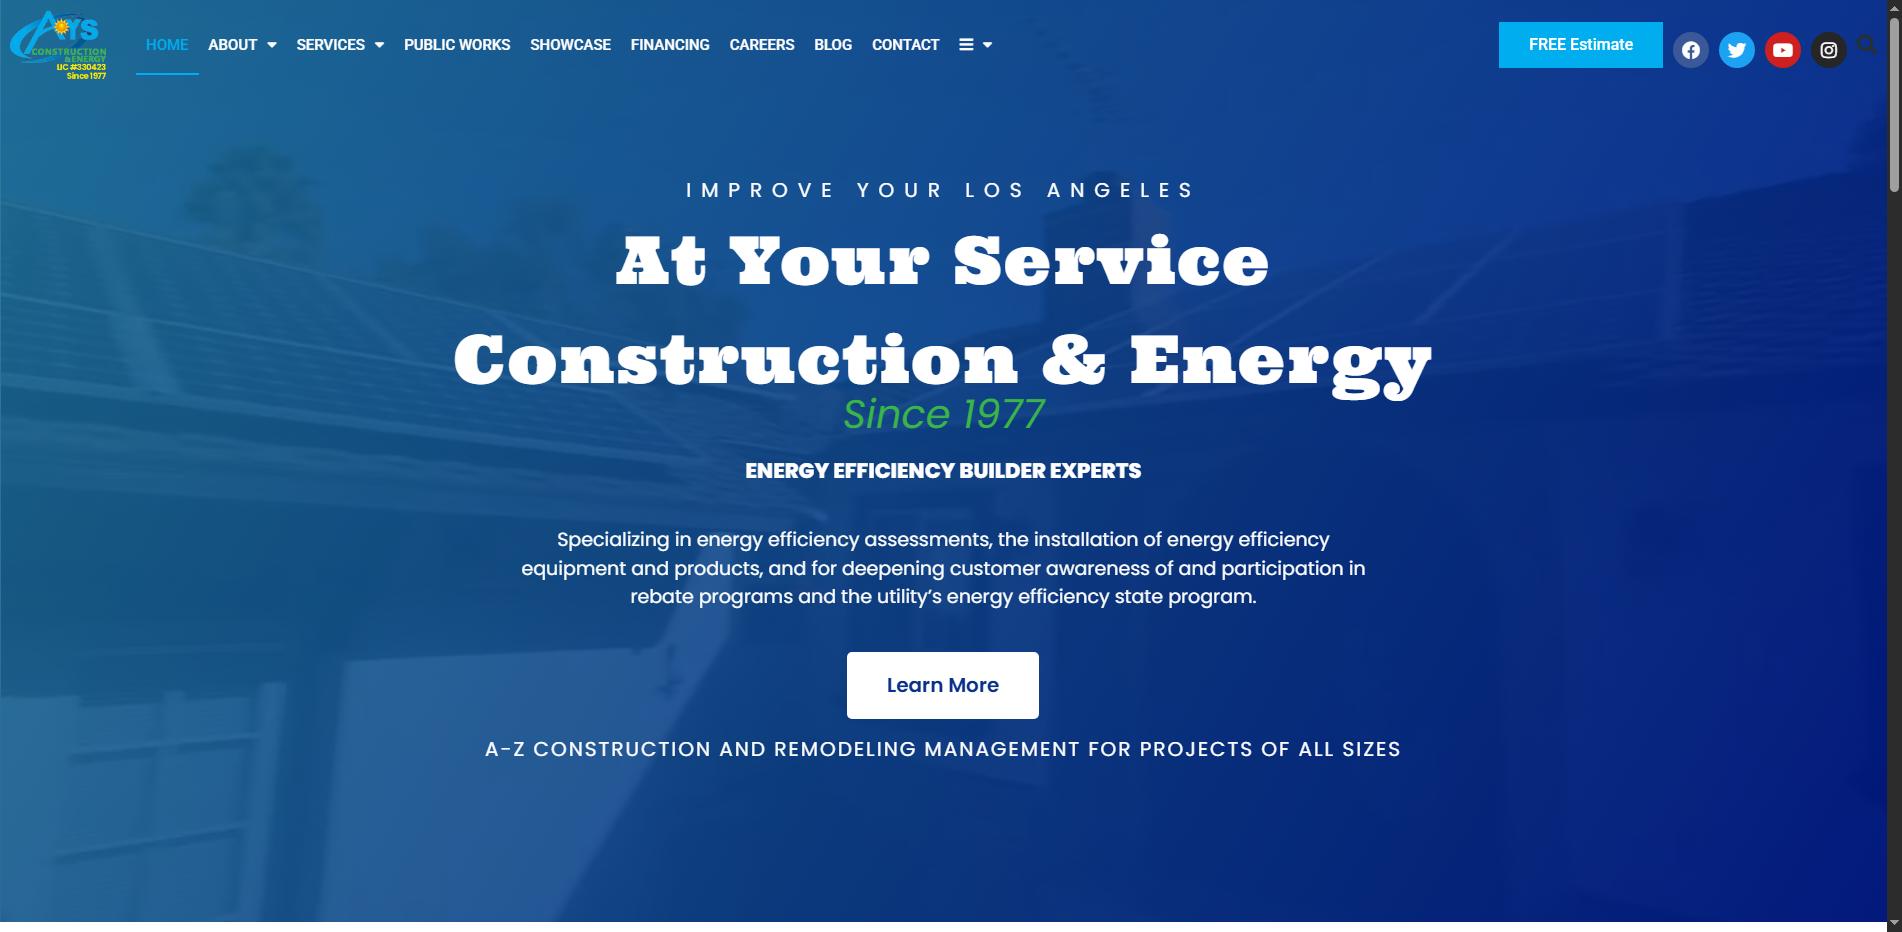 AYS
CONSTRUCTION
& ENERGY
LIC #330423
Since 1977
HOME
ABOUT
SERVICES
PUBLIC WORKS
SHOWCASE
FINANCING
CAREERS
BLOG
CONTACT
FREE Estimate
IMPROVE YOUR LOS ANGELES
At Your Service
Construction & Energy
Since 1977
ENERGY EFFICIENCY BUILDER EXPERTS
Specializing in energy efficiency assessments, the installation of energy efficiency
equipment and products, and for deepening customer awareness of and participation in
rebate programs and the utility’s energy efficiency state program.
Learn More
A-Z CONSTRUCTION AND REMODELING MANAGEMENT FOR PROJECTS OF ALL SIZES